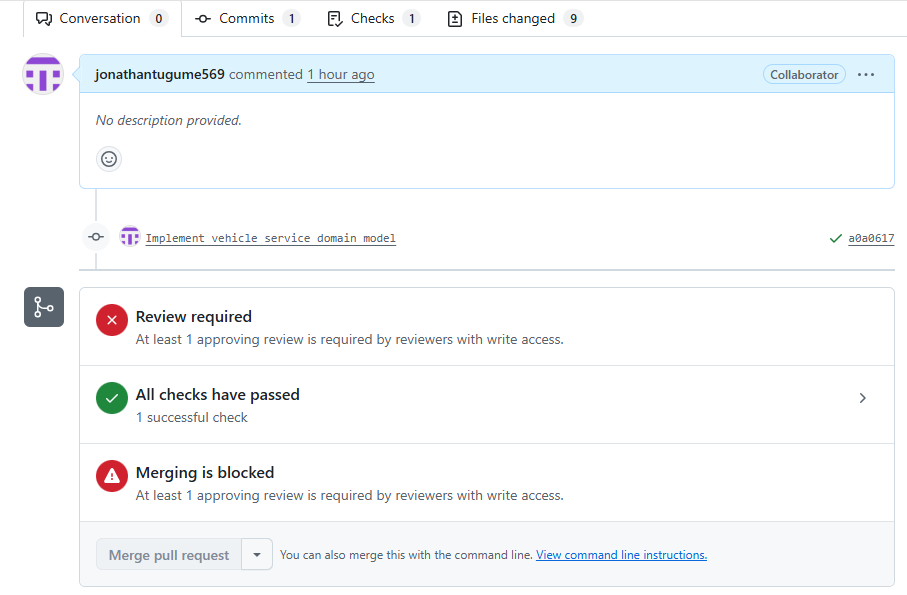 Conversation 0 Commits 1 Checks 1 Files changed 9
jonathantugume569 commented 1 hour ago Collaborator
No description provided.
Implement vehicle service domain model a0a0617
Review required
At least 1 approving review is required by reviewers with write access.
All checks have passed
1 successful check
Merging is blocked
At least 1 approving review is required by reviewers with write access.
Merge pull request You can also merge this with the command line. View command line instructions.